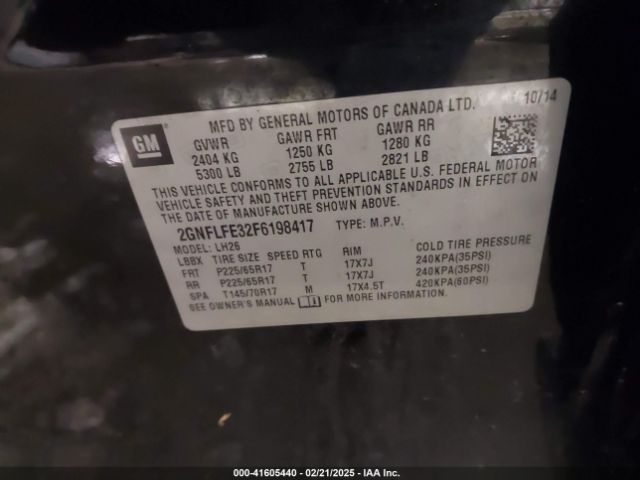 MFD BY GENERAL MOTORS OF CANADA LTD. 10/14
GM
GVWR GAWR FRT GAWR RR
2404 KG 1250 KG 1280 KG
5300 LB 2755 LB 2821 LB
THIS VEHICLE CONFORMS TO ALL APPLICABLE U.S. FEDERAL MOTOR
VEHICLE SAFETY AND THEFT PREVENTION STANDARDS IN EFFECT ON
THE DATE OF MANUFACTURE SHOWN ABOVE.
2GNFLFE32F6198417 TYPE: M.P.V.
MODEL: LH26
LBBX TIRE SIZE SPEED RTG RIM COLD TIRE PRESSURE
FRT P225/65R17 T 17X7J 240KPA(35PSI)
RR P225/65R17 T 17X7J 240KPA(35PSI)
SPA T145/70R17 M 17X4.5T 420KPA(60PSI)
SEE OWNER'S MANUAL FOR MORE INFORMATION.
000-41605440 - 02/21/2025 - IAA Inc.